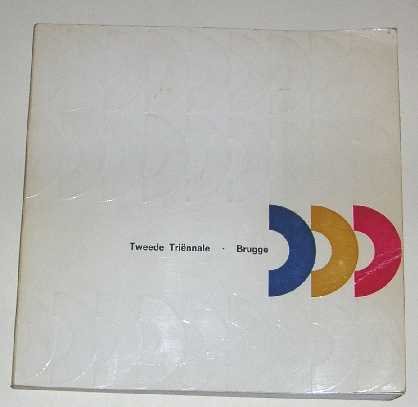 Tweede Triënnale · Brugge